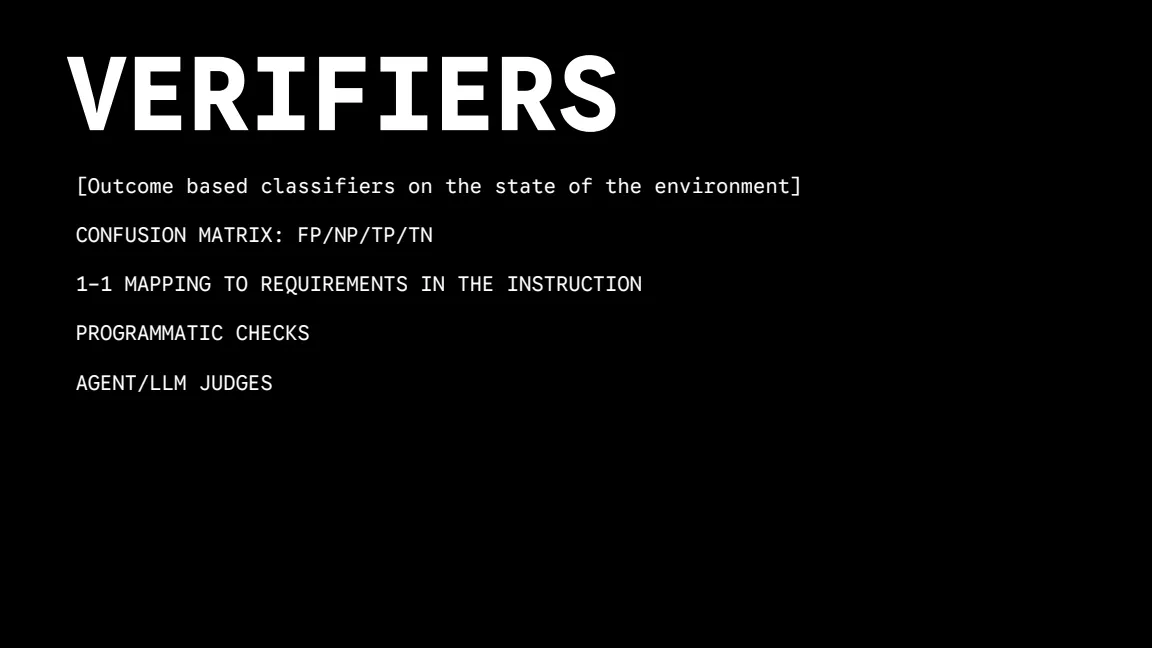 VERIFIERS
[Outcome based classifiers on the state of the environment]
CONFUSION MATRIX: FP/NP/TP/TN
1–1 MAPPING TO REQUIREMENTS IN THE INSTRUCTION
PROGRAMMATIC CHECKS
AGENT/LLM JUDGES